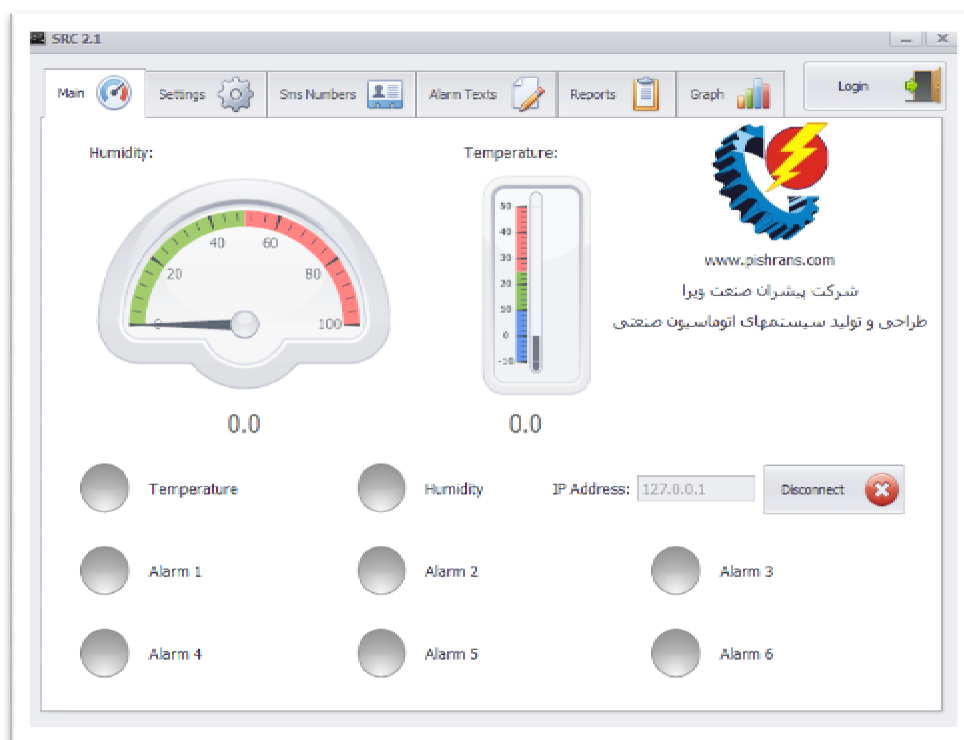 SRC 2.1
Main Settings Sms Numbers Alarm Texts Reports Graph Login
Humidity:
Temperature:
0 20 40 60 80 100
50
40
30
20
10
0
-10
www.pishrans.com
شرکت پیشران صنعت ویرا
طراحی و تولید سیستمهای اتوماسیون صنعتی
0.0
0.0
Temperature
Humidity
IP Address: 127.0.0.1
Disconnect
Alarm 1
Alarm 2
Alarm 3
Alarm 4
Alarm 5
Alarm 6